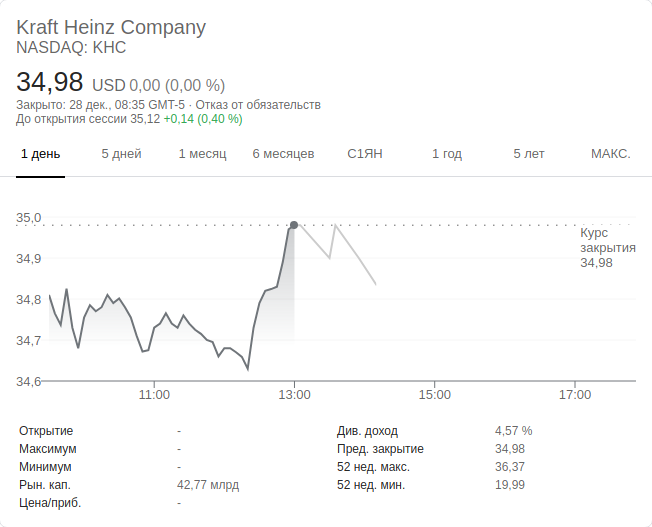 Kraft Heinz Company
NASDAQ: KHC
34,98 USD 0,00 (0,00 %)
Закрыто: 28 дек., 08:35 GMT-5 · Отказ от обязательств
До открытия сессии 35,12 +0,14 (0,40 %)
1 день 5 дней 1 месяц 6 месяцев С1ЯН 1 год 5 лет МАКС.
35,0
Курс
закрытия
34,98
34,9
34,8
34,7
34,6
11:00 13:00 15:00 17:00
Открытие - Див. доход 4,57 %
Максимум - Пред. закрытие 34,98
Минимум - 52 нед. макс. 36,37
Рын. кап. 42,77 млрд 52 нед. мин. 19,99
Цена/приб. -